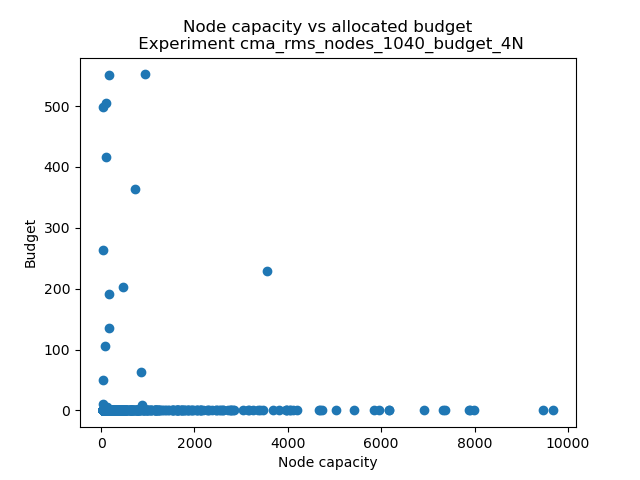 Node capacity vs allocated budget
Experiment cma_rms_nodes_1040_budget_4N
500
400
300
200
100
0
Budget
0 2000 4000 6000 8000 10000
Node capacity